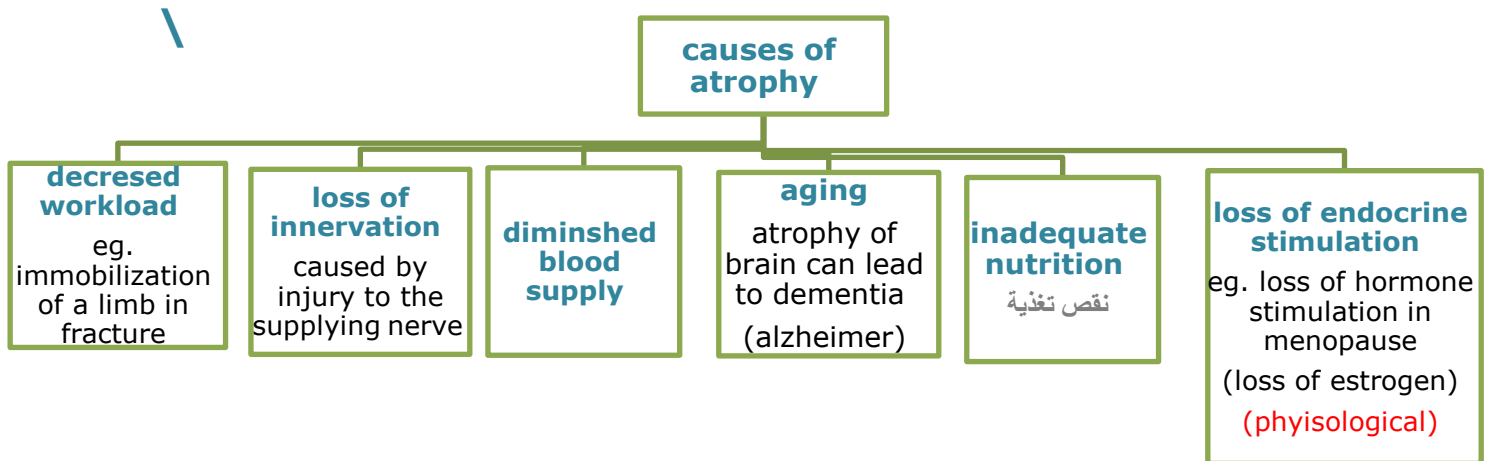 \
causes of
atrophy
decresed
workload
eg.
immobilization
of a limb in
fracture
loss of
innervation
caused by
injury to the
supplying nerve
diminshed
blood
supply
aging
atrophy of
brain can lead
to dementia
(alzheimer)
inadequate
nutrition
نقص تغذية
loss of endocrine
stimulation
eg. loss of hormone
stimulation in
menopause
(loss of estrogen)
(phyisological)